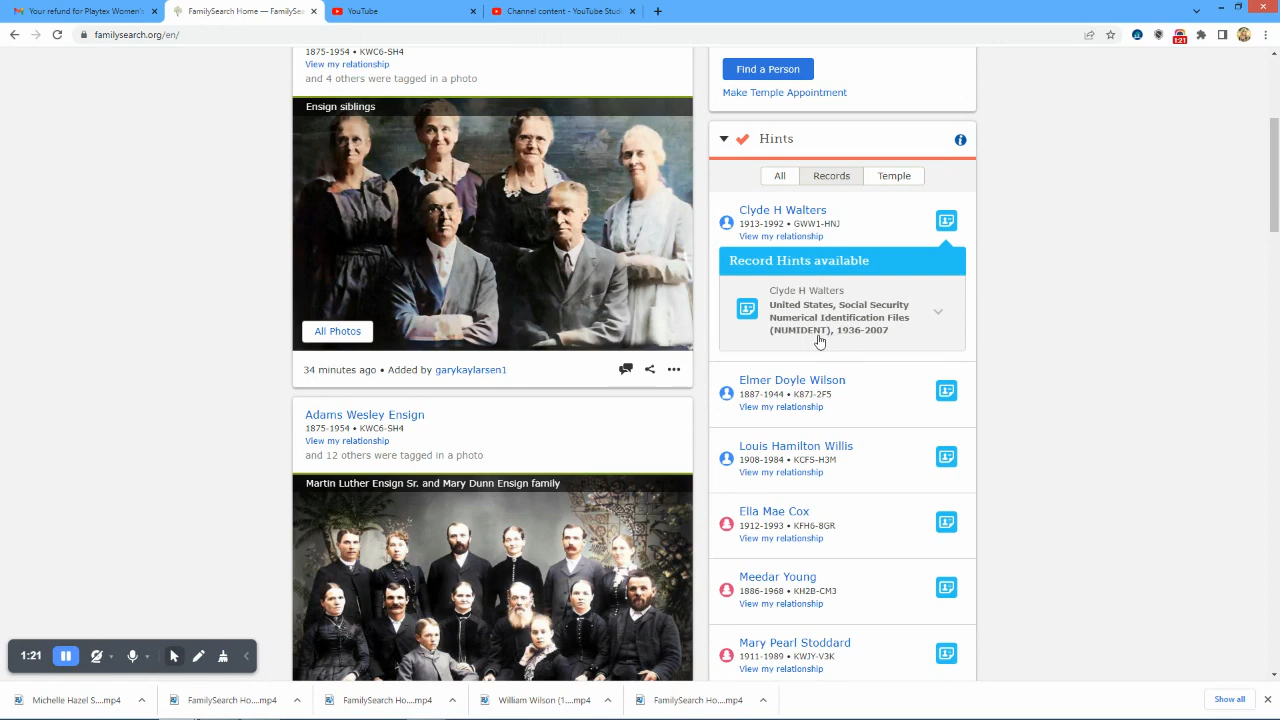 Your refund for Playtex Women's
FamilySearch Home — FamilySea
YouTube
Channel content - YouTube Studi
familysearch.org/en/
1:21
1875-1954 • KWC6-SH4
View my relationship
and 4 others were tagged in a photo
Ensign siblings
All Photos
34 minutes ago • Added by garykaylarsen1
Adams Wesley Ensign
1875-1954 • KWC6-SH4
View my relationship
and 12 others were tagged in a photo
Martin Luther Ensign Sr. and Mary Dunn Ensign family
Find a Person
Make Temple Appointment
Hints
All
Records
Temple
Clyde H Walters
1913-1992 • GWW1-HNJ
View my relationship
Record Hints available
Clyde H Walters
United States, Social Security
Numerical Identification Files
(NUMIDENT), 1936-2007
Elmer Doyle Wilson
1887-1944 • K87J-2F5
View my relationship
Louis Hamilton Willis
1908-1984 • KCFS-H3M
View my relationship
Ella Mae Cox
1912-1993 • KFH6-8GR
View my relationship
Meedar Young
1886-1968 • KH2B-CM3
View my relationship
Mary Pearl Stoddard
1911-1989 • KWJY-V3K
View my relationship
1:21
Michelle Hazel S....mp4
FamilySearch Ho....mp4
FamilySearch Ho....mp4
William Wilson (1....mp4
FamilySearch Ho....mp4
Show all